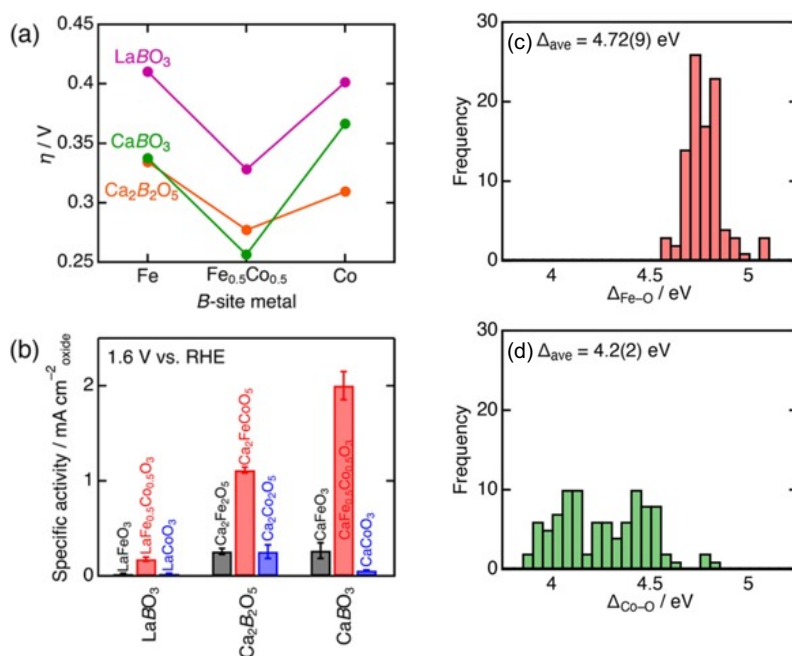 (a)
0.45
0.4
0.35
0.3
0.25
η / V
LaBO₃
CaBO₃
Ca₂B₂O₅
Fe
Fe₀.₅Co₀.₅
Co
B-site metal
(b)
1.6 V vs. RHE
2
1
0
Specific activity / mA cm⁻²oxide
LaFeO₃
LaFe₀.₅Co₀.₅O₃
LaCoO₃
Ca₂Fe₂O₅
Ca₂FeCoO₅
Ca₂Co₂O₅
CaFeO₃
CaFe₀.₅Co₀.₅O₃
CaCoO₃
LaBO₃
Ca₂B₂O₅
CaBO₃
(c)
Δave = 4.72(9) eV
30
20
10
0
Frequency
4
4.5
5
ΔFe–O / eV
(d)
Δave = 4.2(2) eV
30
20
10
0
Frequency
4
4.5
5
ΔCo–O / eV